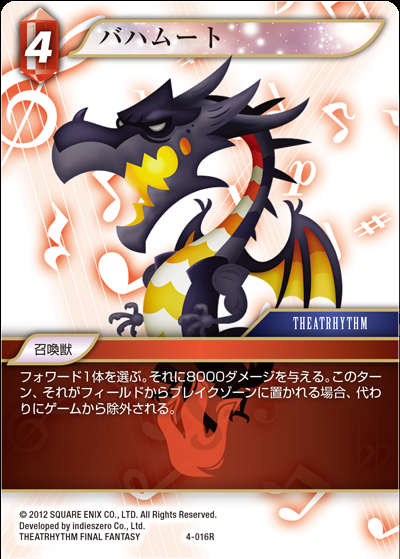 4
バハムート
THEATRHYTHM
召喚獣
フォワード1体を選ぶ。それに8000ダメージを与える。このター
ン、それがフィールドからブレイクゾーンに置かれる場合、代わ
りにゲームから除外される。
© 2012 SQUARE ENIX CO., LTD. All Rights Reserved.
Developed by indieszero Co., Ltd.
THEATRHYTHM FINAL FANTASY 4-016R